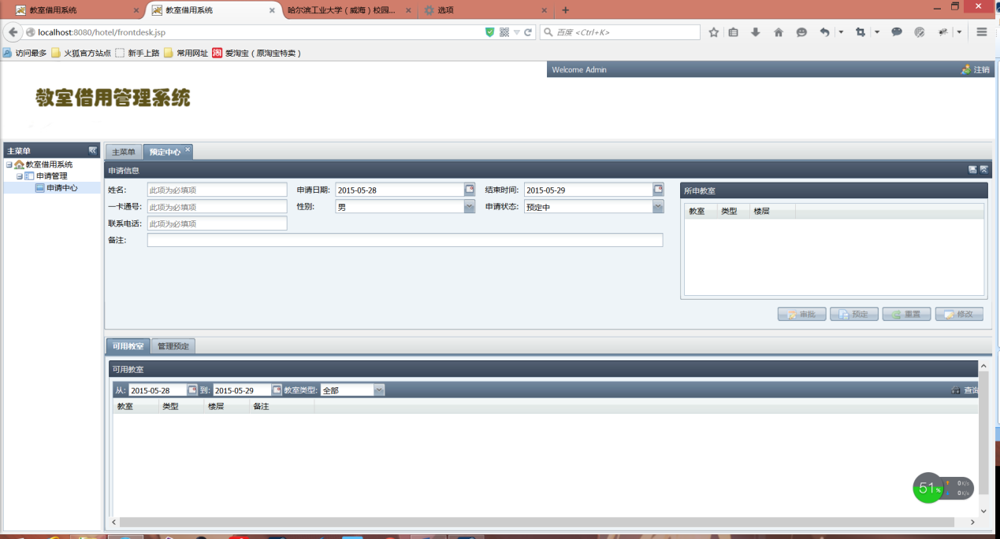 教室借用系统 教室借用系统 哈尔滨工业大学（威海）校园... 选项
localhost:8080/hotel/frontdesk.jsp 百度 <Ctrl+K>
访问最多 火狐官方站点 新手上路 常用网址 淘 爱淘宝（原淘宝特卖）
Welcome Admin 注销
教室借用管理系统
主菜单 主菜单 预定中心
教室借用系统
申请管理
申请中心
申请信息
姓名: 此项为必填项 申请日期: 2015-05-28 结束时间: 2015-05-29 所申教室
一卡通号: 此项为必填项 性别: 男 申请状态: 预定中 教室 类型 楼层
联系电话: 此项为必填项
备注:
审批 预定 重置 修改
可用教室 管理预定
可用教室
从: 2015-05-28 到: 2015-05-29 教室类型: 全部 查询
教室 类型 楼层 备注
51% 0K/s
0K/s